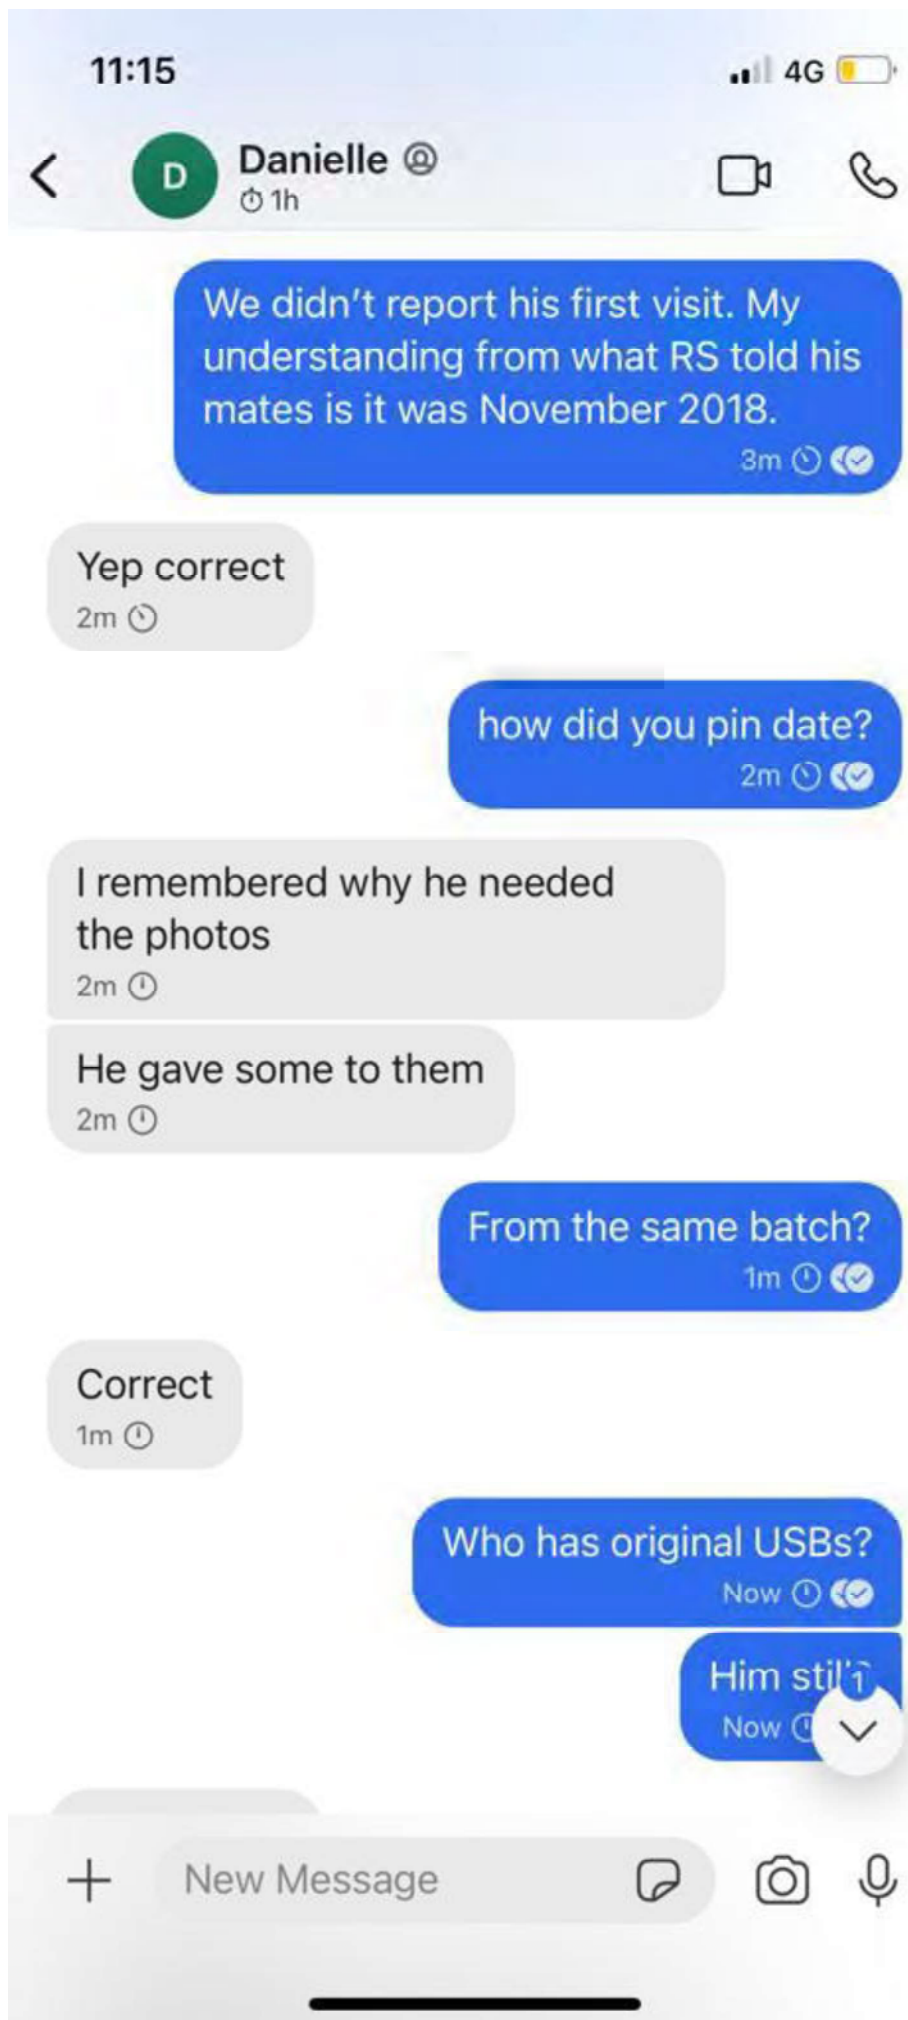 11:15
4G
D
Danielle
1h
We didn't report his first visit. My
understanding from what RS told his
mates is it was November 2018.
3m
Yep correct
2m
how did you pin date?
2m
I remembered why he needed
the photos
2m
He gave some to them
2m
From the same batch?
1m
Correct
1m
Who has original USBs?
Now
Him
1
Now
New Message